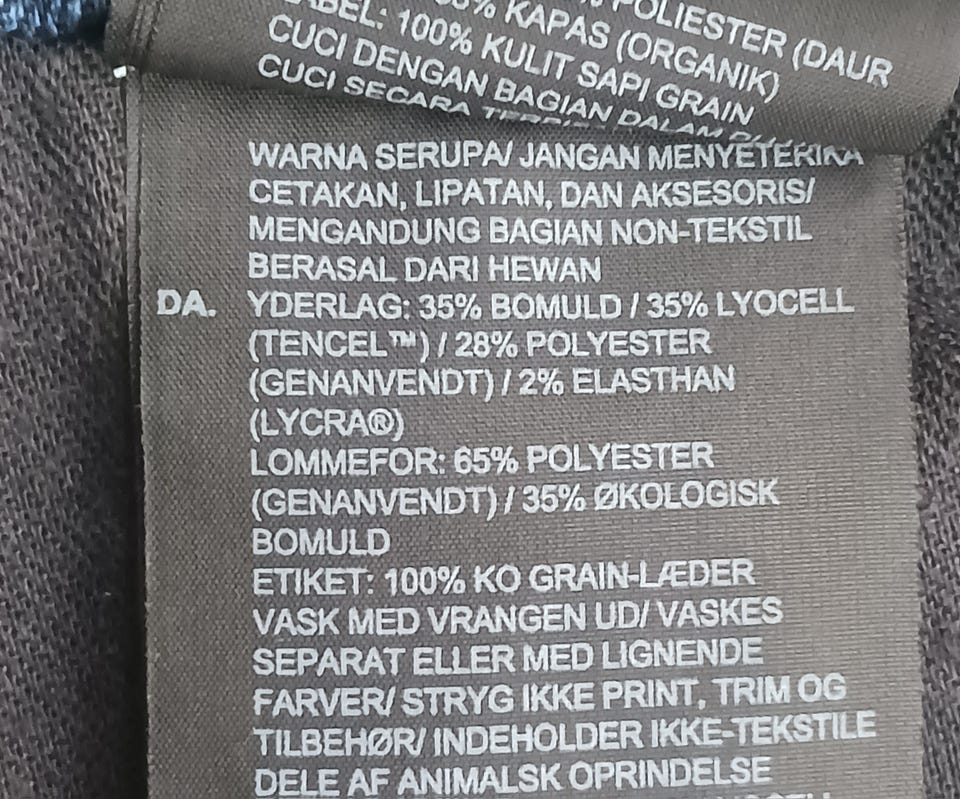 POLIESTER (DAUR
% KAPAS (ORGANIK)
LABEL: 100% KULIT SAPI GRAIN
CUCI DENGAN BAGIAN DALAM
CUCI SECARA
WARNA SERUPA/ JANGAN MENYETERIKA
CETAKAN, LIPATAN, DAN AKSESORIS/
MENGANDUNG BAGIAN NON-TEKSTIL
BERASAL DARI HEWAN
DA. YDERLAG: 35% BOMULD / 35% LYOCELL
(TENCEL™) / 28% POLYESTER
(GENANVENDT) / 2% ELASTHAN
(LYCRA®)
LOMMEFOR: 65% POLYESTER
(GENANVENDT) / 35% ØKOLOGISK
BOMULD
ETIKET: 100% KO GRAIN-LÆDER
VASK MED VRANGEN UD/ VASKES
SEPARAT ELLER MED LIGNENDE
FARVER/ STRYG IKKE PRINT, TRIM OG
TILBEHØR/ INDEHOLDER IKKE-TEKSTILE
DELE AF ANIMALSK OPRINDELSE